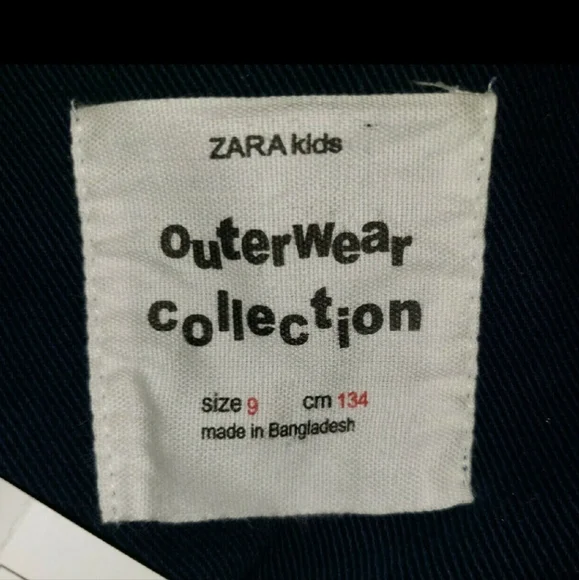 ZARA kids
outerwear
collection
size 9 cm 134
made in Bangladesh